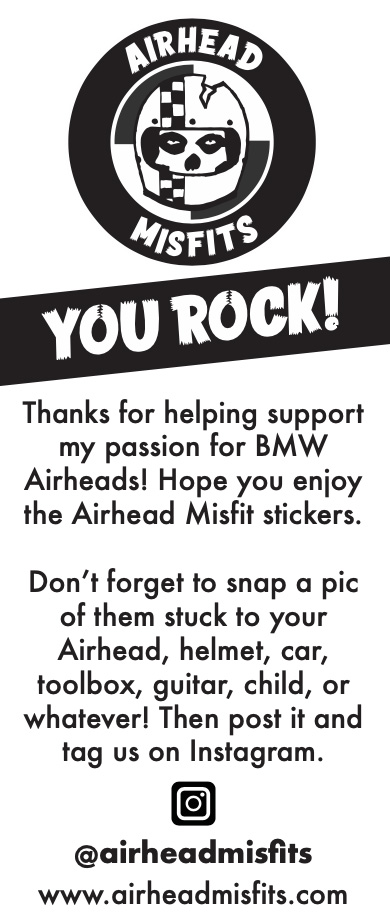 AIRHEAD
MISFITS
YOU ROCK!
Thanks for helping support
my passion for BMW
Airheads! Hope you enjoy
the Airhead Misfit stickers.
Don’t forget to snap a pic
of them stuck to your
Airhead, helmet, car,
toolbox, guitar, child, or
whatever! Then post it and
tag us on Instagram.
@airheadmisfits
www.airheadmisfits.com